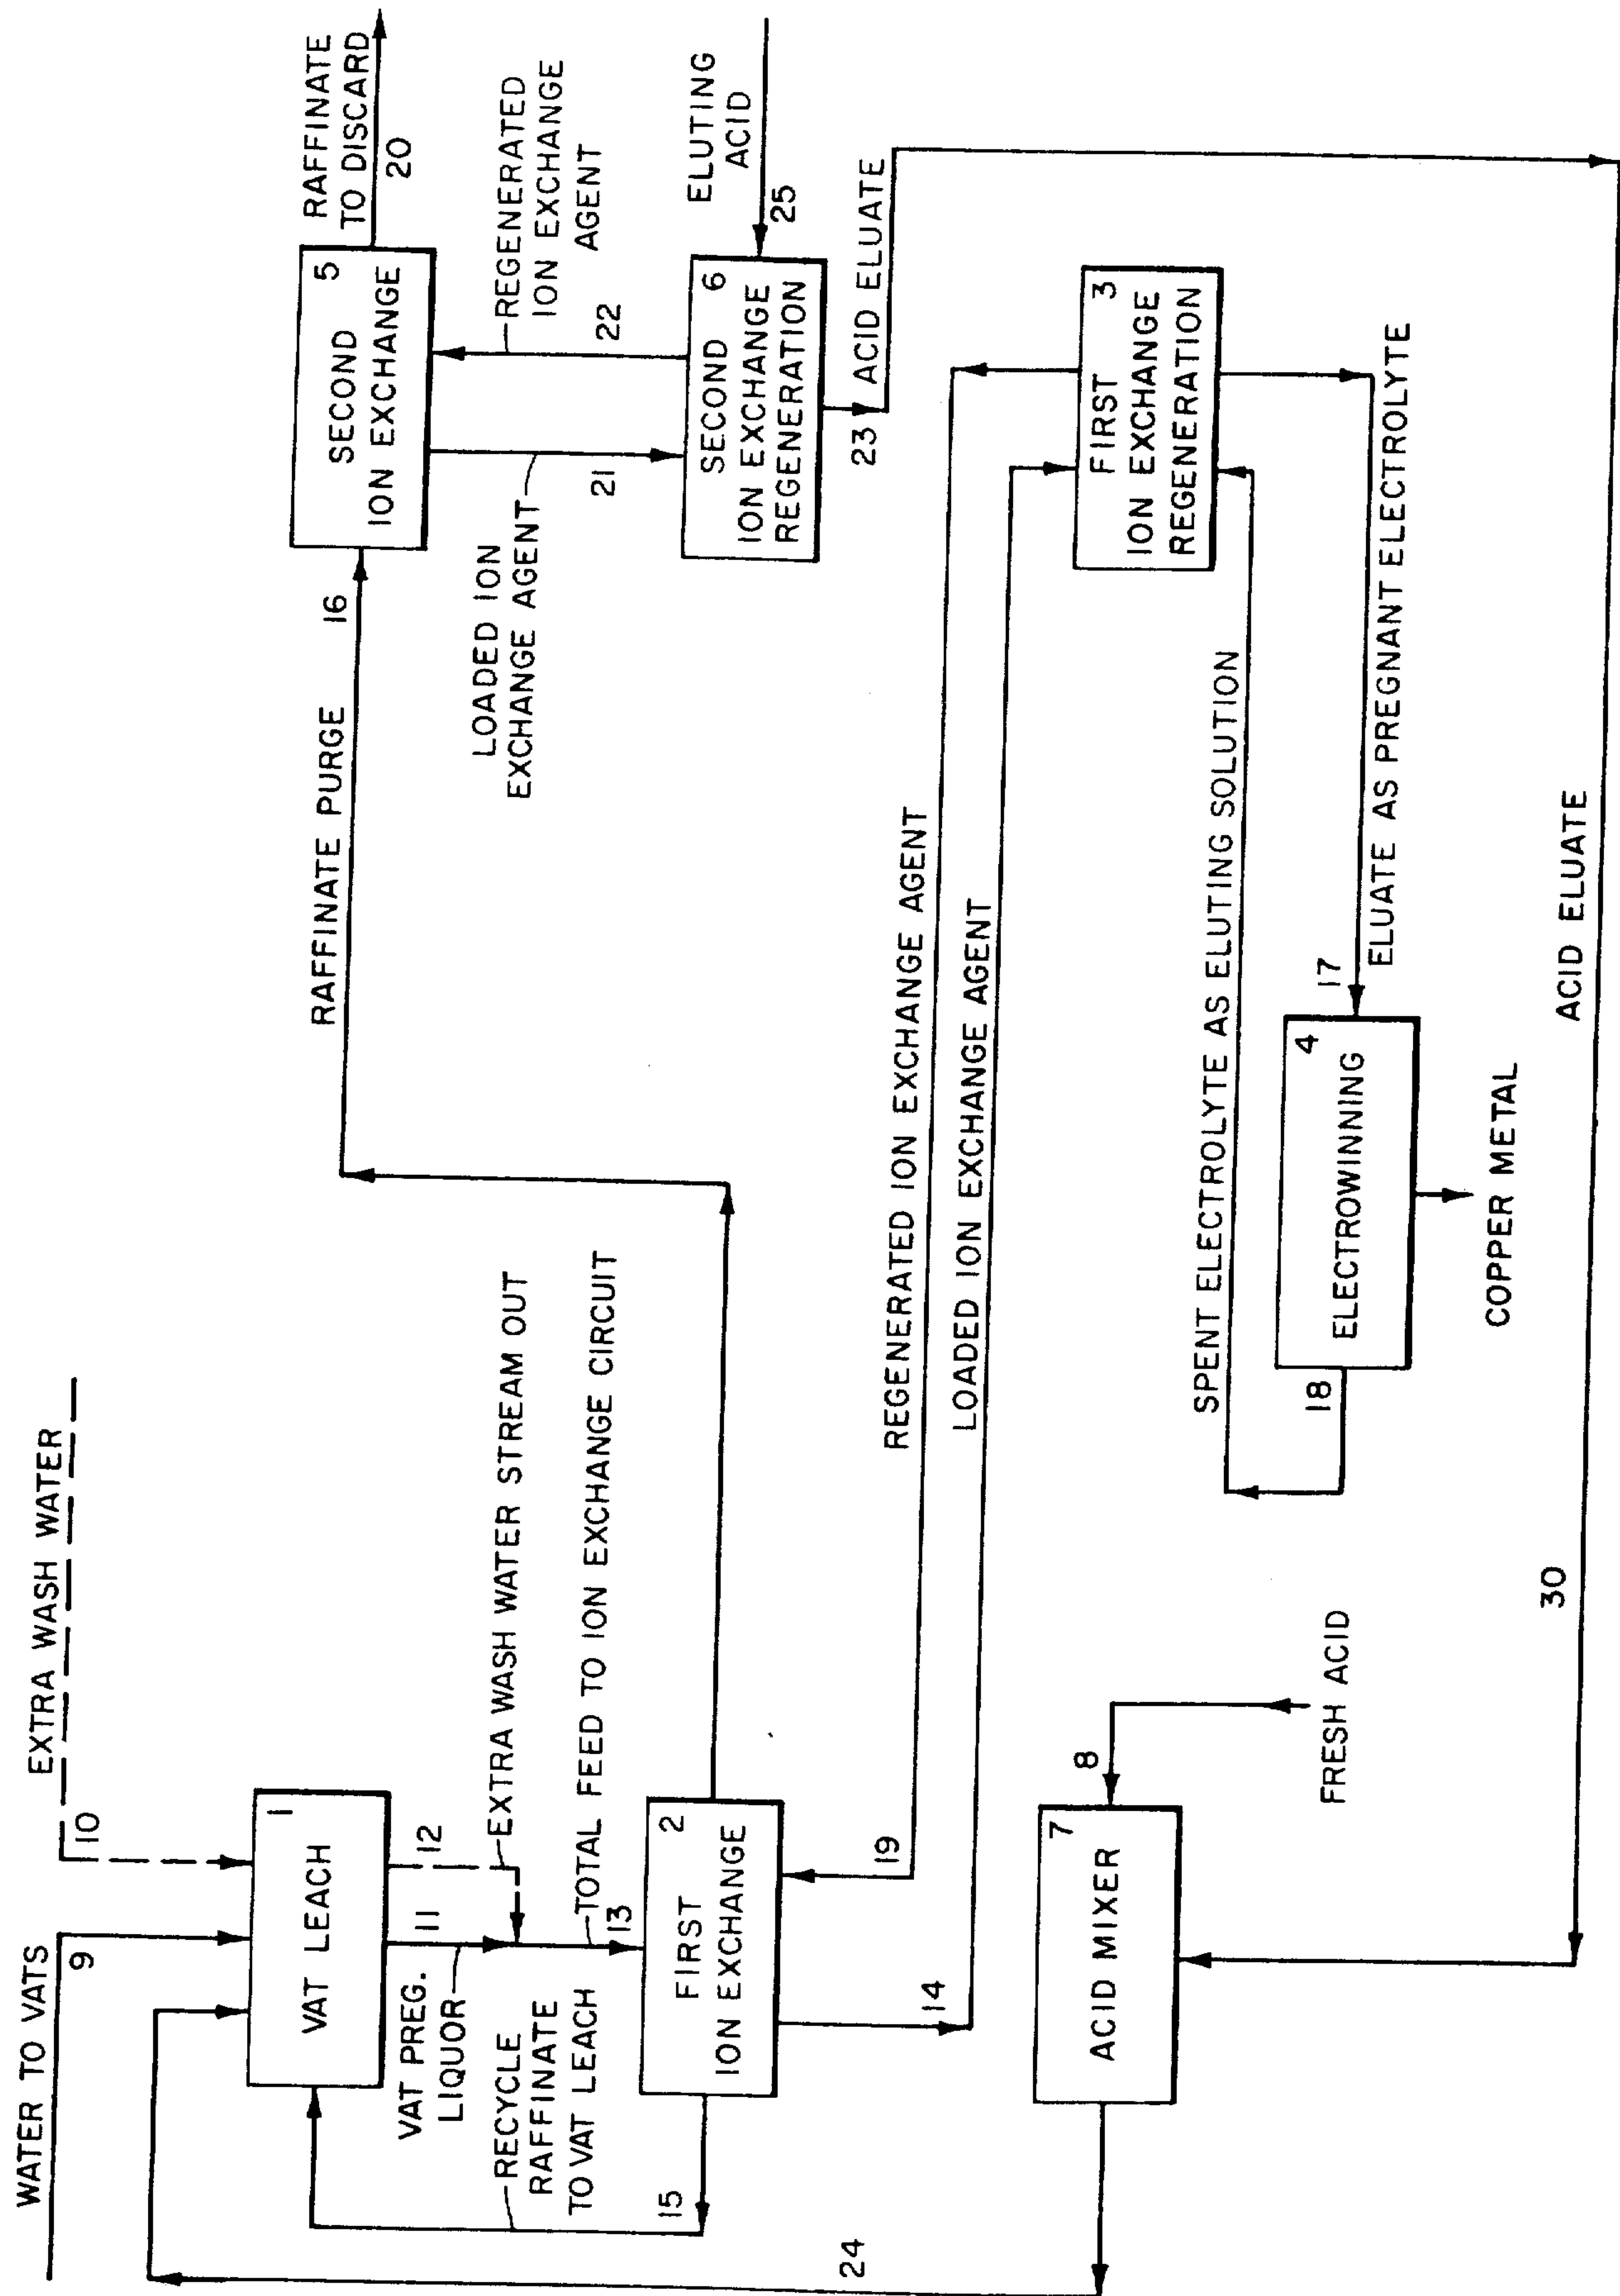 WATER TO VATS
9
EXTRA WASH WATER
10
1
VAT LEACH
11
12
VAT PREG.
LIQUOR
EXTRA WASH WATER STREAM OUT
RECYCLE
RAFFINATE
TO VAT LEACH
13
TOTAL FEED TO ION EXCHANGE CIRCUIT
15
2
FIRST
ION EXCHANGE
14
19
24
RAFFINATE PURGE
16
5
SECOND
ION EXCHANGE
RAFFINATE
TO DISCARD
20
LOADED ION
EXCHANGE AGENT
21
22
REGENERATED
ION EXCHANGE
AGENT
6
SECOND
ION EXCHANGE
REGENERATION
ELUTING
ACID
25
23
ACID ELUATE
REGENERATED ION EXCHANGE AGENT
LOADED ION EXCHANGE AGENT
3
FIRST
ION EXCHANGE
REGENERATION
SPENT ELECTROLYTE AS ELUTING SOLUTION
18
4
ELECTROWINNING
17
ELUATE AS PREGNANT ELECTROLYTE
COPPER METAL
7
ACID MIXER
8
FRESH ACID
30
ACID ELUATE